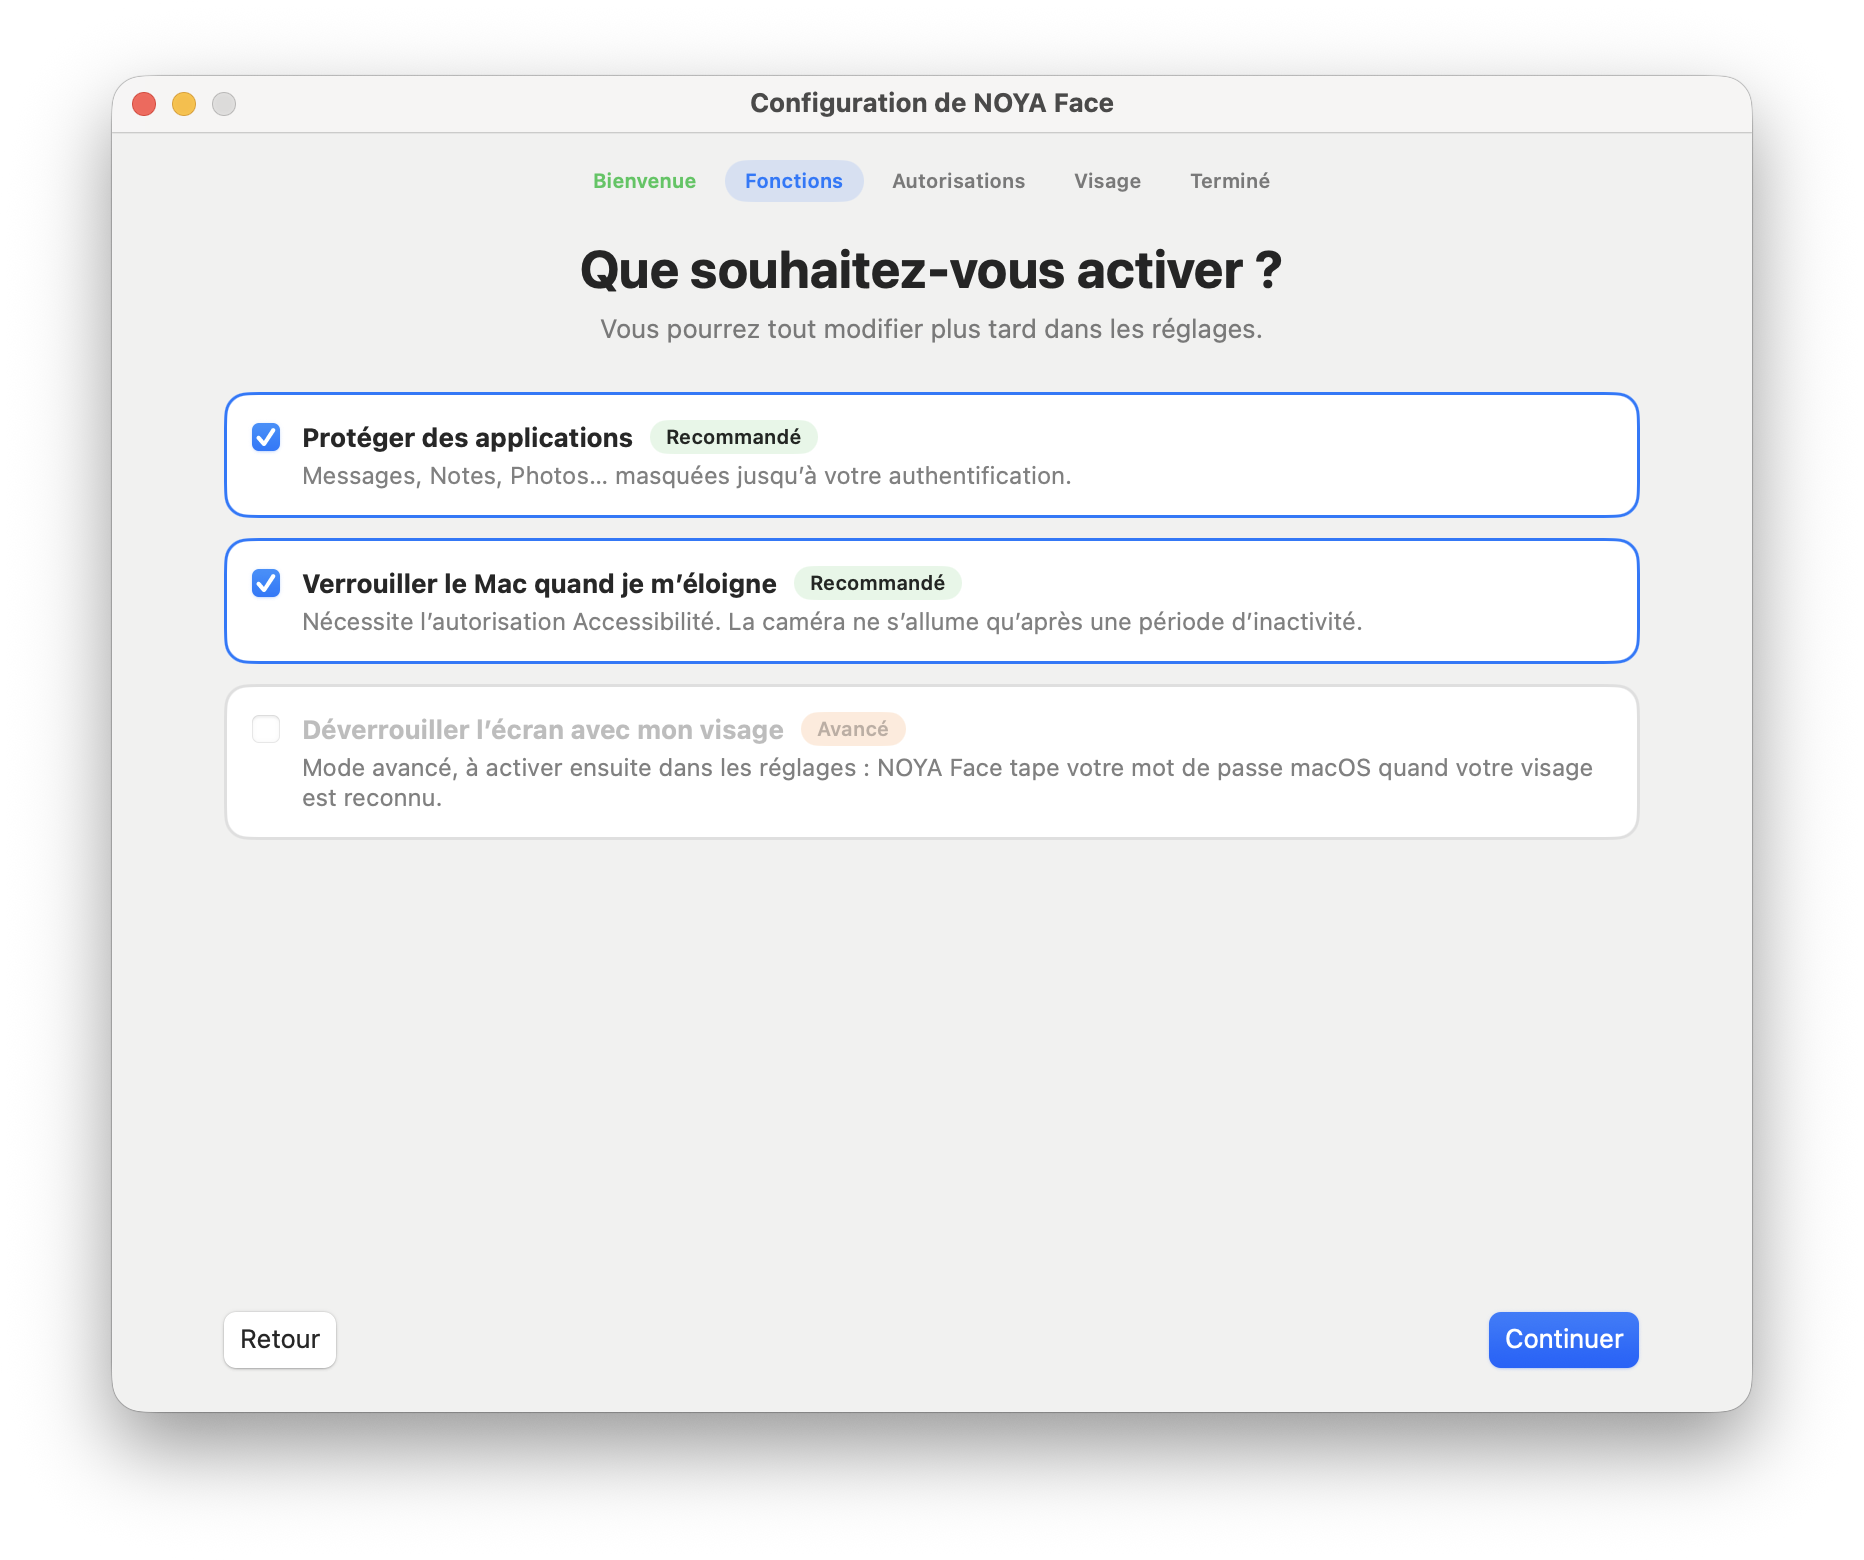 Configuration de NOYA Face
Bienvenue Fonctions Autorisations Visage Terminé
Que souhaitez-vous activer ?
Vous pourrez tout modifier plus tard dans les réglages.
Protéger des applications Recommandé
Messages, Notes, Photos… masquées jusqu’à votre authentification.
Verrouiller le Mac quand je m’éloigne Recommandé
Nécessite l’autorisation Accessibilité. La caméra ne s’allume qu’après une période d’inactivité.
Déverrouiller l’écran avec mon visage Avancé
Mode avancé, à activer ensuite dans les réglages : NOYA Face tape votre mot de passe macOS quand votre visage
est reconnu.
Retour Continuer